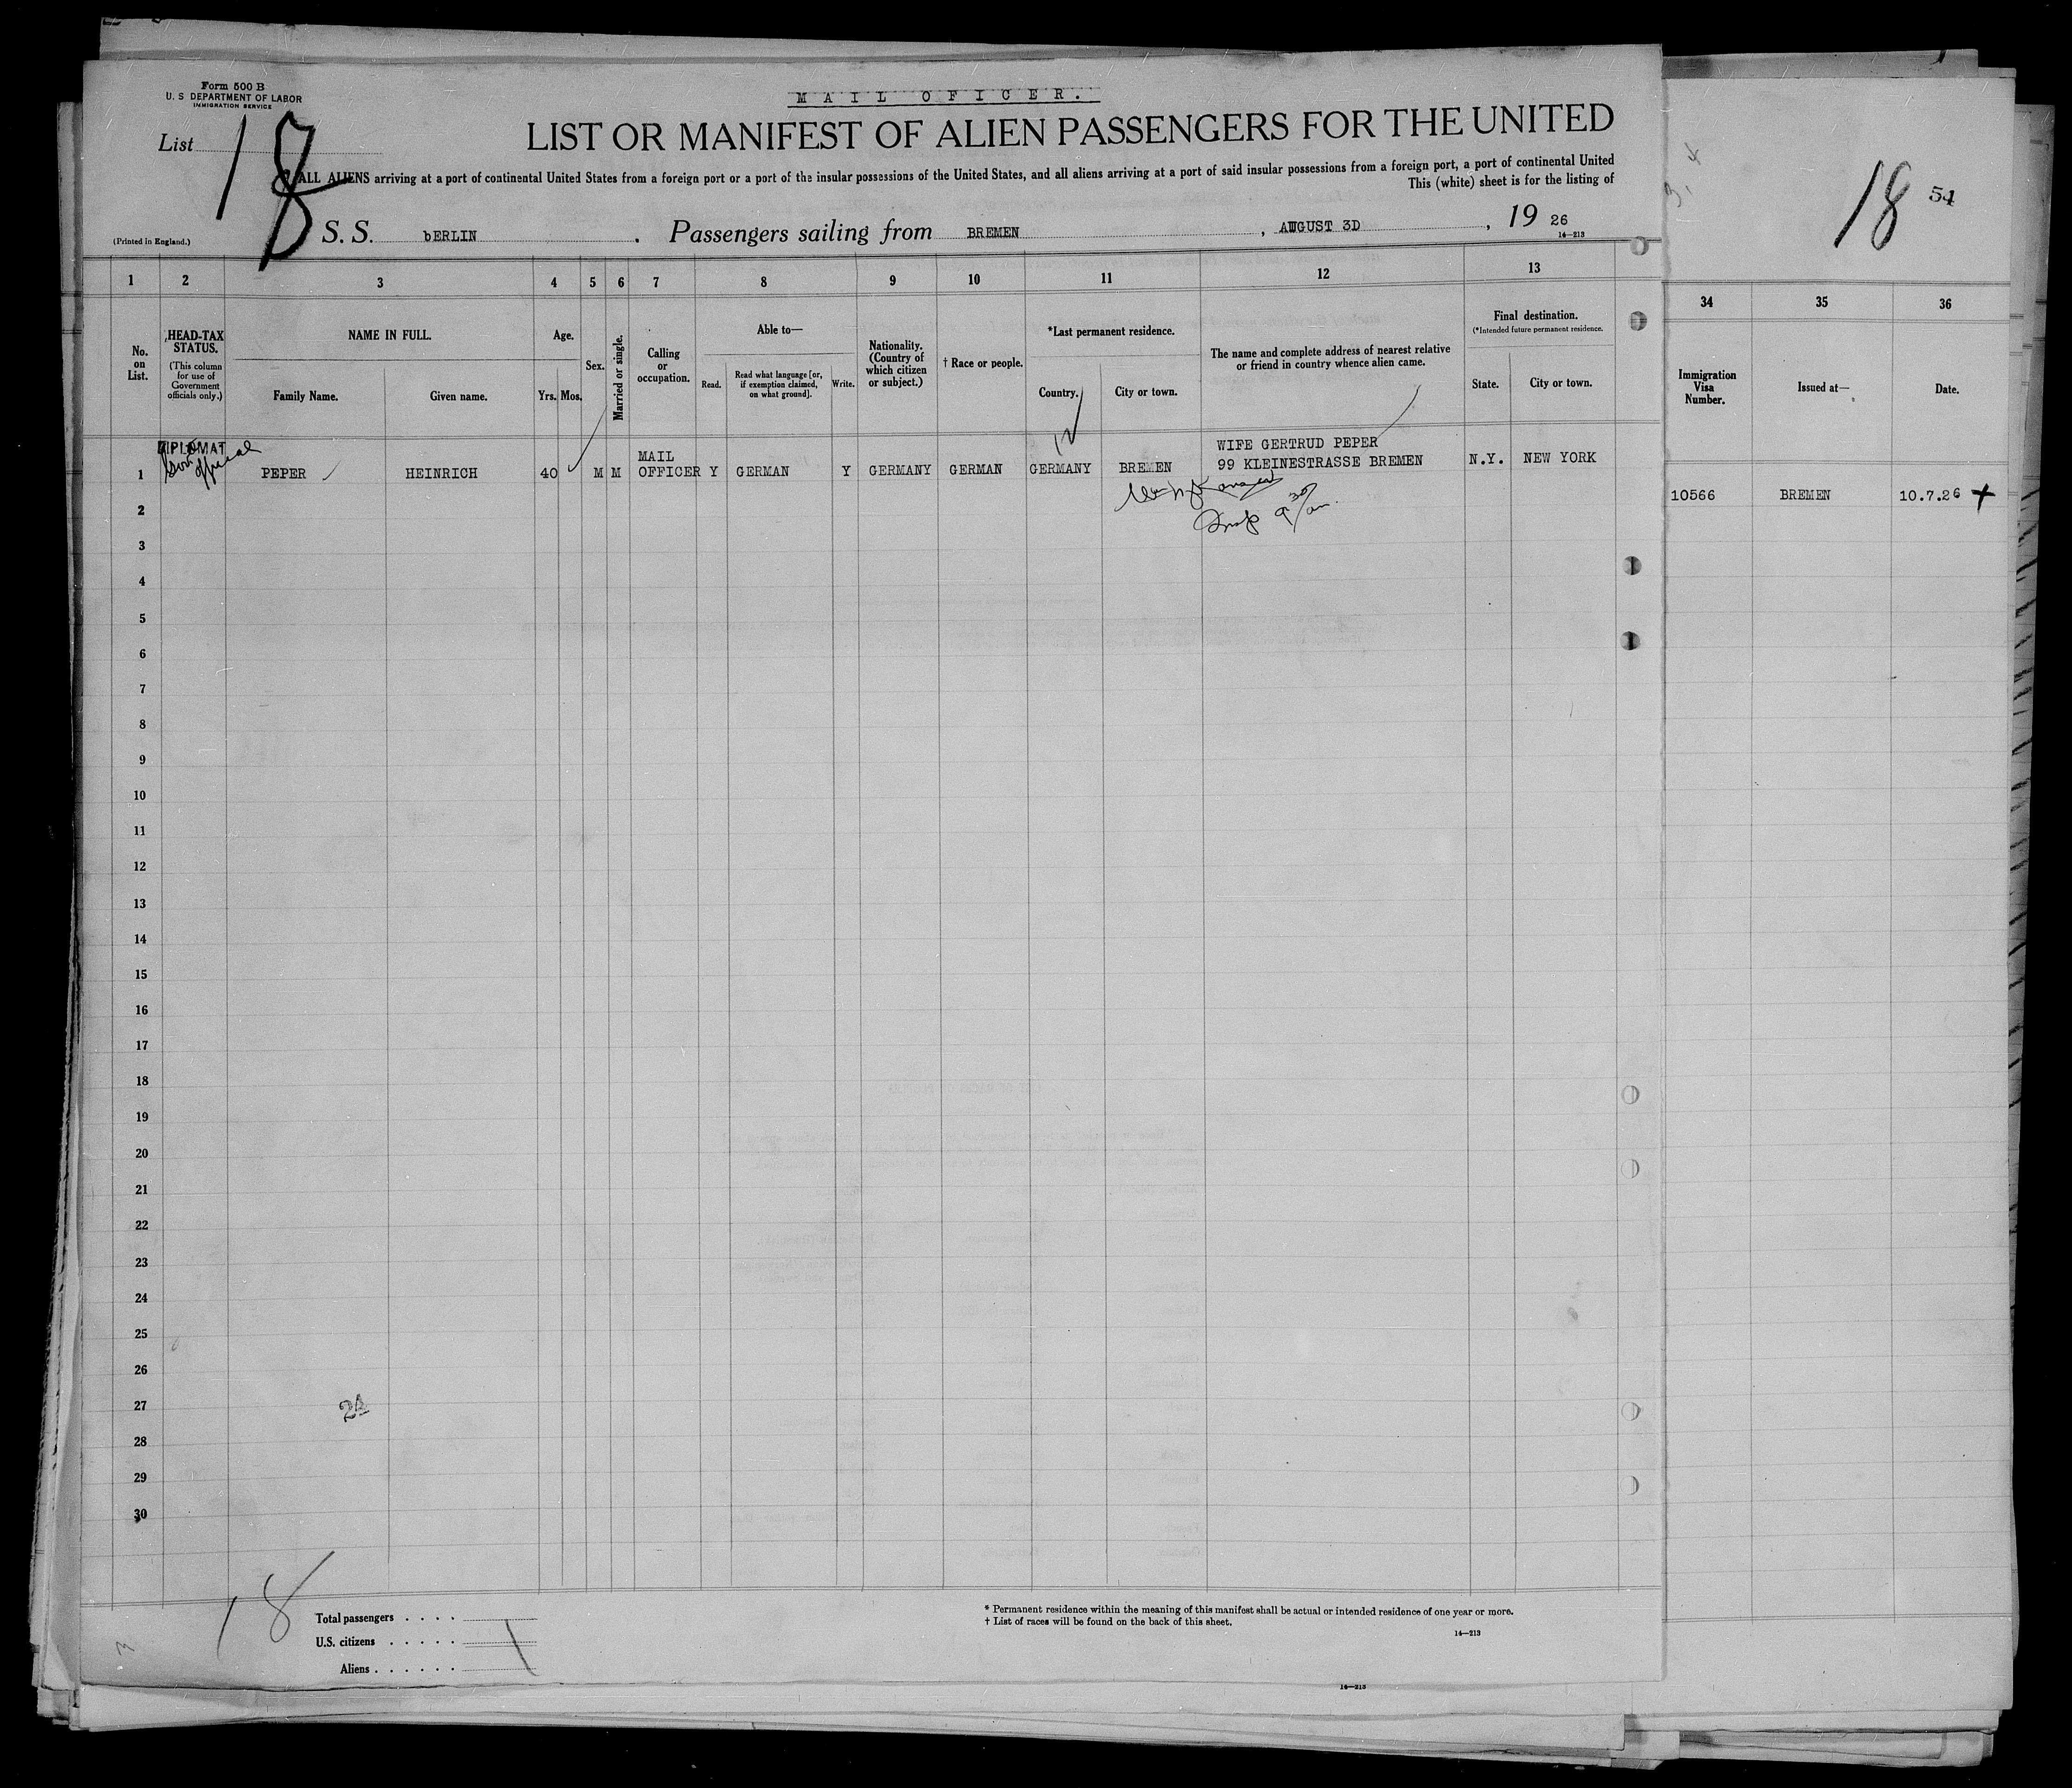 Form 500 B
U. S DEPARTMENT OF LABOR
IMMIGRATION SERVICE
MAIL OFICER.
List 18
LIST OR MANIFEST OF ALIEN PASSENGERS FOR THE UNITED
ALL ALIENS arriving at a port of continental United States from a foreign port or a port of the insular possessions of the United States, and all aliens arriving at a port of said insular possessions from a foreign port, a port of continental United
This (white) sheet is for the listing of
(Printed in England.)
S. S. bERLIN . Passengers sailing from BREMEN , AUGUST 3D , 19 26
14—213
18 54
1 2 3 4 5 6 7 8 9 10 11 12 13
34 35 36
No. on List.
HEAD-TAX STATUS.
(This column for use of Government officials only.)
NAME IN FULL.
Family Name.
Given name.
Age.
Yrs. Mos.
Sex.
Married or single.
Calling or occupation.
Able to—
Read.
Read what language [or, if exemption claimed, on what ground].
Write.
Nationality. (Country of which citizen or subject.)
† Race or people.
*Last permanent residence.
Country.
City or town.
The name and complete address of nearest relative or friend in country whence alien came.
Final destination.
(*Intended future permanent residence.
State.
City or town.
Immigration Visa Number.
Issued at—
Date.
DIPLOMAT
official
1 PEPER HEINRICH 40 M M MAIL OFFICER Y GERMAN Y GERMANY GERMAN GERMANY BREMEN WIFE GERTRUD PEPER 99 KLEINESTRASSE BREMEN N.Y. NEW YORK
10566 BREMEN 10.7.26
2
3
4
5
6
7
8
9
10
11
12
13
14
15
16
17
18
19
20
21
22
23
24
25
26
27
28
29
30
18
Total passengers . . . .
U.S. citizens . . . . .
Aliens . . . . . . 1
* Permanent residence within the meaning of this manifest shall be actual or intended residence of one year or more.
† List of races will be found on the back of this sheet.
14—213
14—213